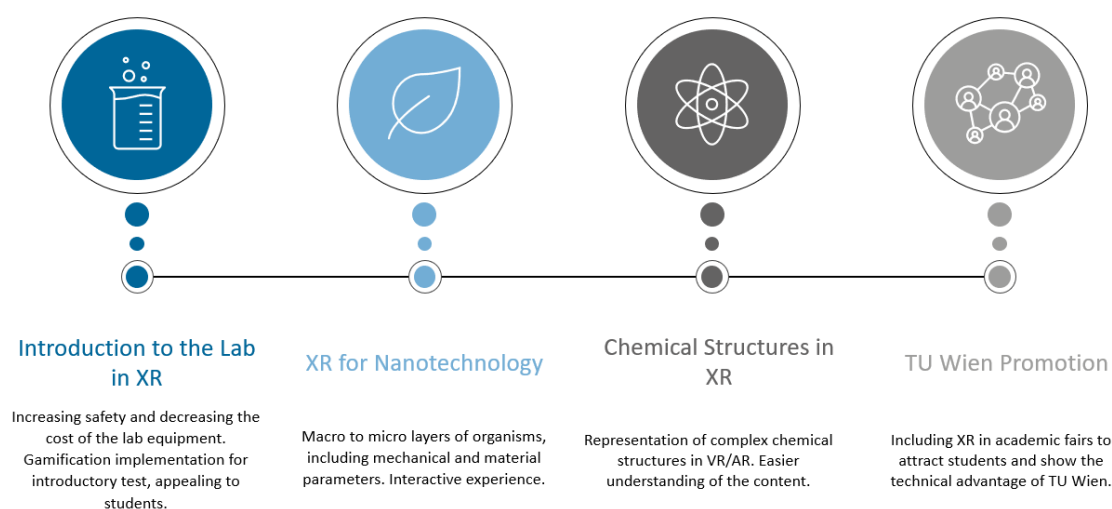 Introduction to the Lab
in XR
Increasing safety and decreasing the
cost of the lab equipment.
Gamification implementation for
introductory test, appealing to
students.
XR for Nanotechnology
Macro to micro layers of organisms,
including mechanical and material
parameters. Interactive experience.
Chemical Structures in
XR
Representation of complex chemical
structures in VR/AR. Easier
understanding of the content.
TU Wien Promotion
Including XR in academic fairs to
attract students and show the
technical advantage of TU Wien.